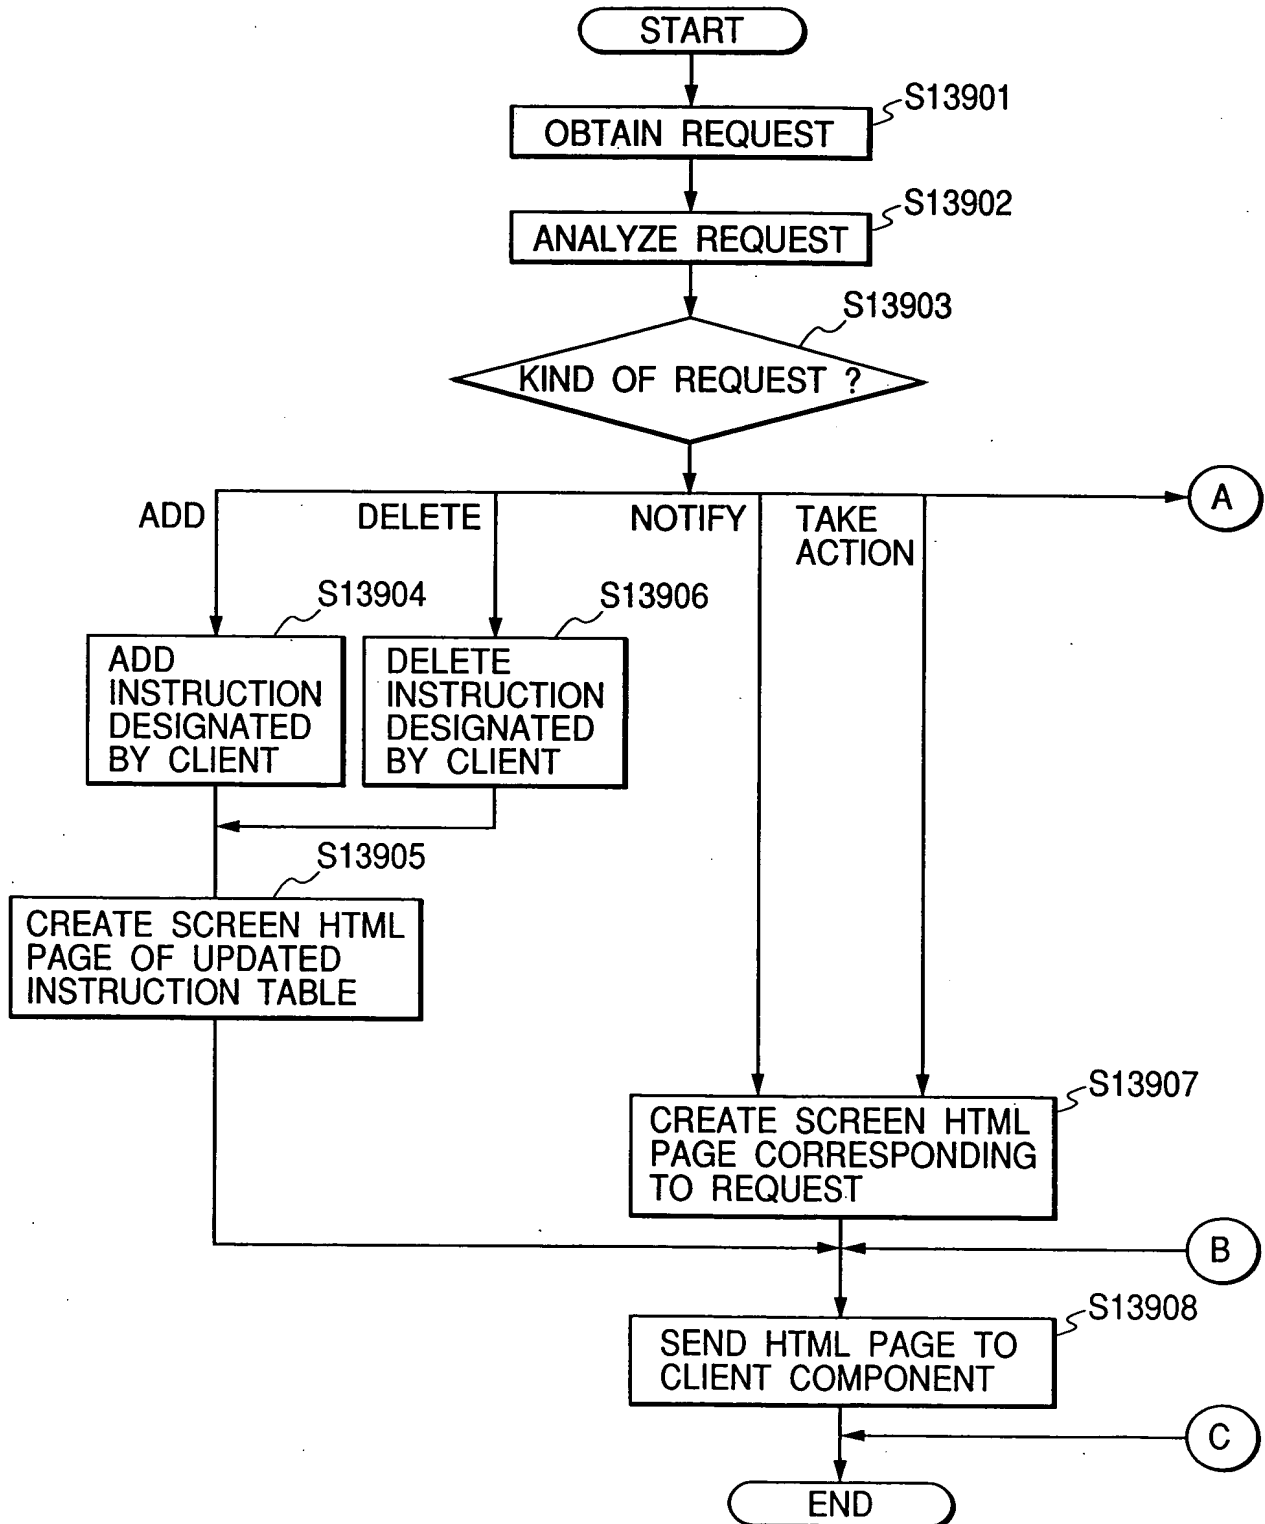 START
S13901
OBTAIN REQUEST
S13902
ANALYZE REQUEST
S13903
KIND OF REQUEST ?
A
ADD
DELETE
NOTIFY
TAKE
ACTION
S13904
S13906
ADD
INSTRUCTION
DESIGNATED
BY CLIENT
DELETE
INSTRUCTION
DESIGNATED
BY CLIENT
S13905
CREATE SCREEN HTML
PAGE OF UPDATED
INSTRUCTION TABLE
S13907
CREATE SCREEN HTML
PAGE CORRESPONDING
TO REQUEST
B
S13908
SEND HTML PAGE TO
CLIENT COMPONENT
C
END